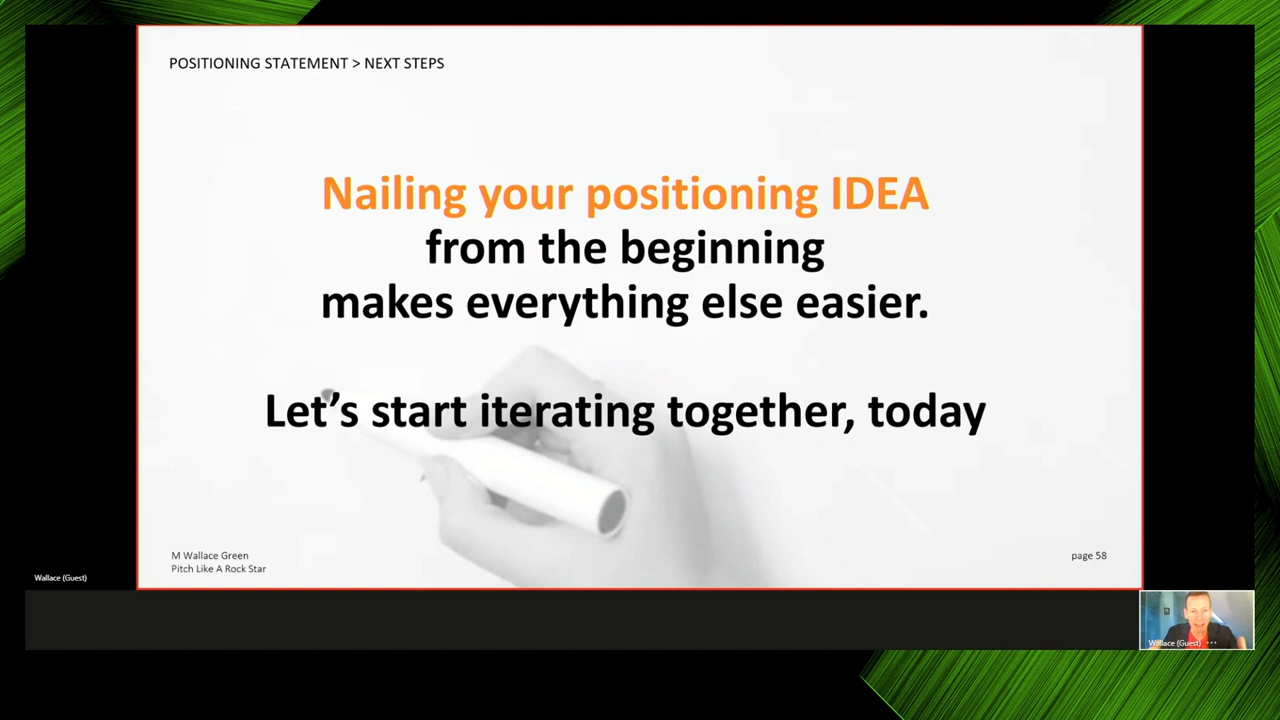 POSITIONING STATEMENT > NEXT STEPS
Nailing your positioning IDEA
from the beginning
makes everything else easier.
Let’s start iterating together, today
M Wallace Green
Pitch Like A Rock Star
page 58
Wallace (Guest)
Wallace (Guest)